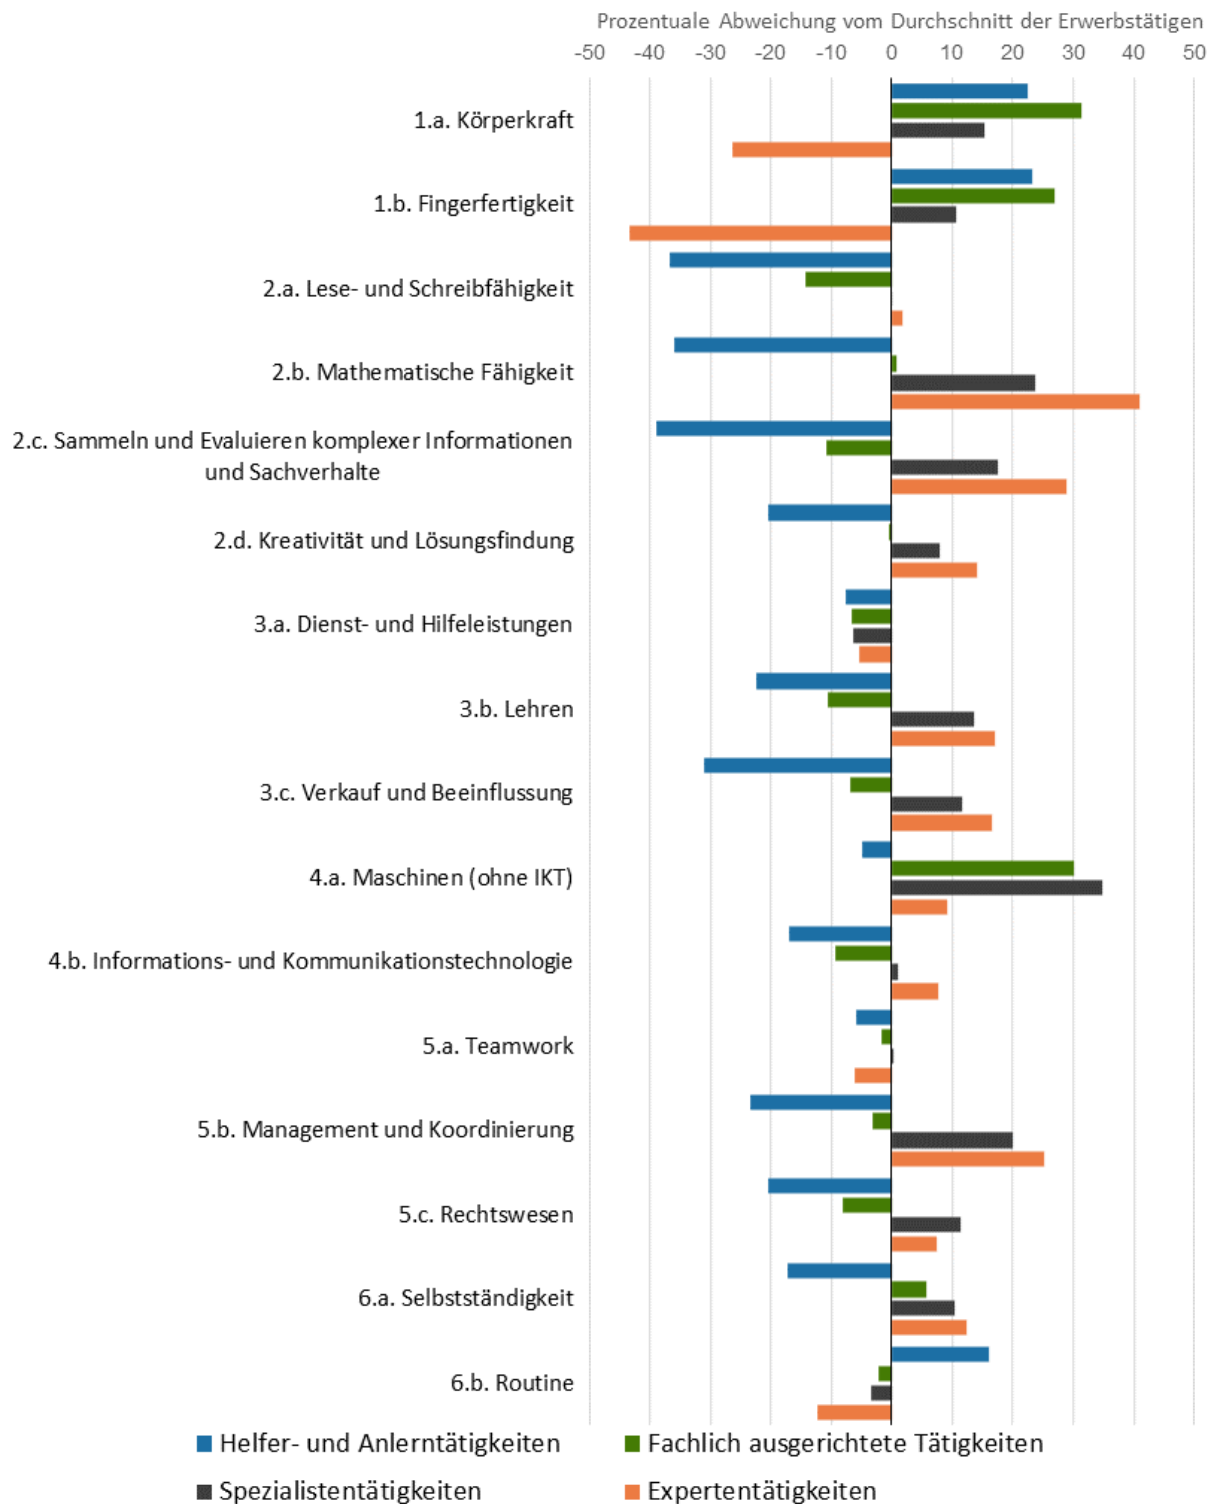 Prozentuale Abweichung vom Durchschnitt der Erwerbstätigen
-50 -40 -30 -20 -10 0 10 20 30 40 50
1.a. Körperkraft
1.b. Fingerfertigkeit
2.a. Lese- und Schreibfähigkeit
2.b. Mathematische Fähigkeit
2.c. Sammeln und Evaluieren komplexer Informationen
und Sachverhalte
2.d. Kreativität und Lösungsfindung
3.a. Dienst- und Hilfeleistungen
3.b. Lehren
3.c. Verkauf und Beeinflussung
4.a. Maschinen (ohne IKT)
4.b. Informations- und Kommunikationstechnologie
5.a. Teamwork
5.b. Management und Koordinierung
5.c. Rechtswesen
6.a. Selbstständigkeit
6.b. Routine
Helfer- und Anlerntätigkeiten
Fachlich ausgerichtete Tätigkeiten
Spezialistentätigkeiten
Expertentätigkeiten